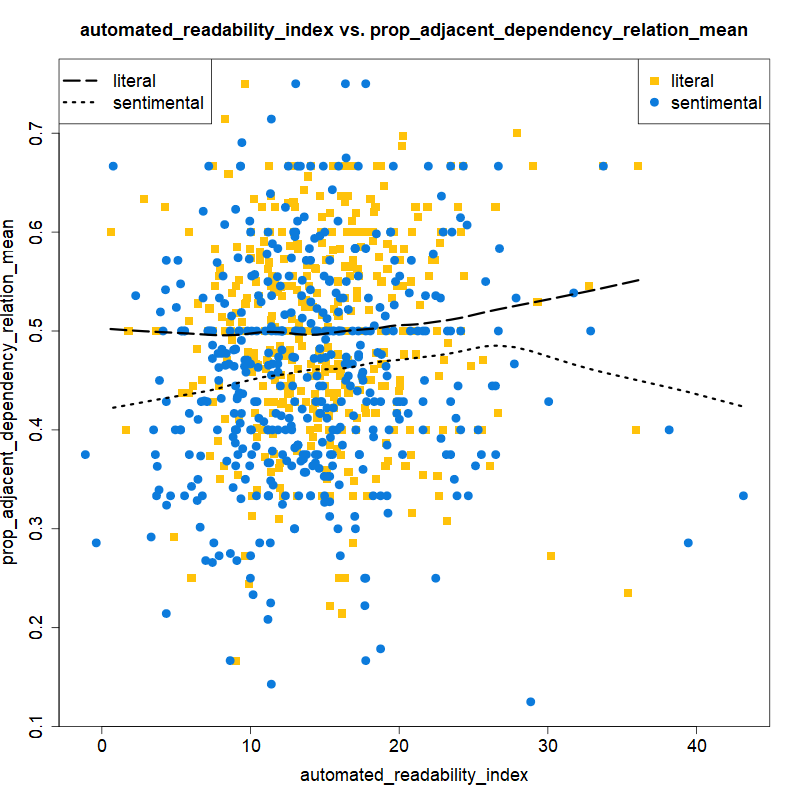 automated_readability_index vs. prop_adjacent_dependency_relation_mean
literal
sentimental
literal
sentimental
prop_adjacent_dependency_relation_mean
0.7
0.6
0.5
0.4
0.3
0.2
0.1
0 10 20 30 40
automated_readability_index